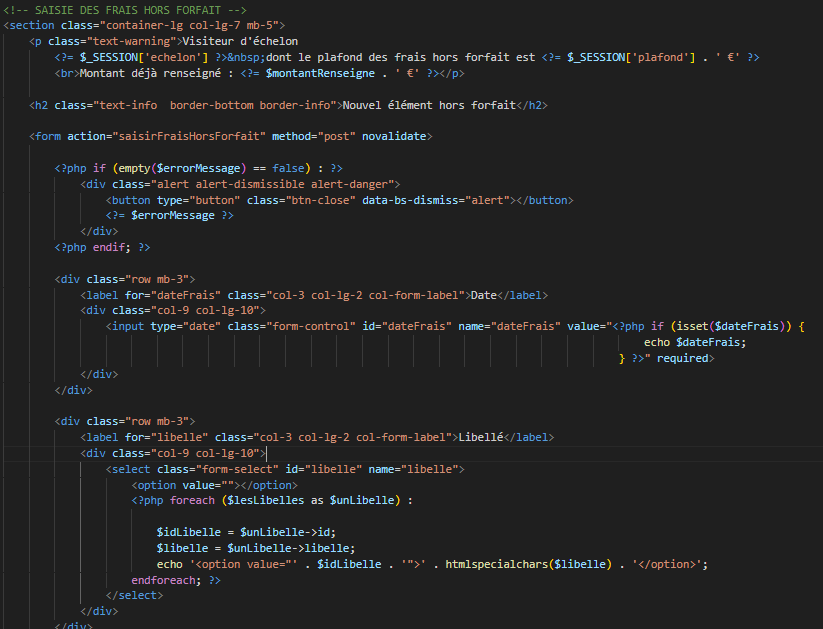 <!-- SAISIE DES FRAIS HORS FORFAIT -->
<section class="container-lg col-lg-7 mb-5">
<p class="text-warning">Visiteur d'échelon
<?= $_SESSION['echelon'] ?>&nbsp;dont le plafond des frais hors forfait est <?= $_SESSION['plafond'] . ' €' ?>
<br>Montant déjà renseigné : <?= $montantRenseigne . ' €' ?></p>
<h2 class="text-info  border-bottom border-info">Nouvel élément hors forfait</h2>
<form action="saisirFraisHorsForfait" method="post" novalidate>
<?php if (empty($errorMessage) == false) : ?>
<div class="alert alert-dismissible alert-danger">
<button type="button" class="btn-close" data-bs-dismiss="alert"></button>
<?= $errorMessage ?>
</div>
<?php endif; ?>
<div class="row mb-3">
<label for="dateFrais" class="col-3 col-lg-2 col-form-label">Date</label>
<div class="col-9 col-lg-10">
<input type="date" class="form-control" id="dateFrais" name="dateFrais" value="<?php if (isset($dateFrais)) {
echo $dateFrais;
} ?>" required>
</div>
</div>
<div class="row mb-3">
<label for="libelle" class="col-3 col-lg-2 col-form-label">Libellé</label>
<div class="col-9 col-lg-10">
<select class="form-select" id="libelle" name="libelle">
<option value=""></option>
<?php foreach ($lesLibelles as $unLibelle) :
$idLibelle = $unLibelle->id;
$libelle = $unLibelle->libelle;
echo '<option value="' . $idLibelle . '">' . htmlspecialchars($libelle) . '</option>';
endforeach; ?>
</select>
</div>
</div>